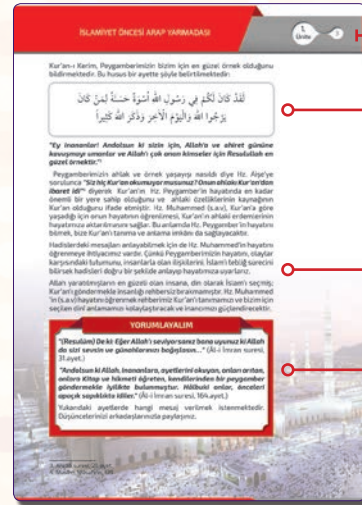 İSLAMİYET ÖNCESİ ARAP YARIMADASI
1.
Ünite
Kur'an-ı Kerim, Peygamberimizin bizim için en güzel örnek olduğunu
bildirmektedir. Bu husus bir ayette şöyle belirtilmektedir:
لَقَدْ كَانَ لَكُمْ فِي رَسُولِ اللّٰهِ أُسْوَةٌ حَسَنَةٌ لِمَنْ كَانَ
يَرْجُوا اللّٰهَ وَالْيَوْمَ الْاٰخِرَ وَذَكَرَ اللّٰهَ كَثِيراً
"Ey inananlar! Andolsun ki sizin için, Allah'a ve ahiret gününe
kavuşmayı umanlar ve Allah'ı çok anan kimseler için Resulullah en
güzel örnektir."
Peygamberimizin ahlak ve örnek yaşayışı nasıldı diye Hz. Aişe'ye
sorulunca "Siz hiç Kur'an okumuyor musunuz? Onun ahlakı Kur'an'dan
ibaret idi" diyerek Kur'an'ın Hz. Peygamber'in hayatında en kadar
önemli bir yere sahip olduğunu ve ahlaki özelliklerinin kaynağının
Kur'an olduğunu ifade etmiştir. Hz. Muhammed (s.a.v), Kur'an'a göre
yaşadığı için onun hayatının öğrenilmesi, Kur'an'ın ahlaki erdemlerinin
hayatımıza aktarılmasını sağlar. Bu anlamda Hz. Peygamber'in hayatını
bilmek, bize Kur'an'ı tanıma ve anlama imkânı da sağlayacaktır.
Hadislerdeki mesajları anlayabilmek için de Hz. Muhammed'in hayatını
öğrenmeye ihtiyacımız vardır. Çünkü Peygamberimizin hayatını, olaylar
karşısındaki tutumunu, insanlarla olan ilişkilerini, İslam'ı tebliğ sürecini
bilirsek hadisleri doğru bir şekilde anlayıp hayatımıza uyarlarız.
Allah yaratılmışların en güzeli olan insana, din olarak İslam'ı seçmiş;
Kur'an'ı göndermekle insanlığı rehbersiz bırakmamıştır. Hz. Muhammed
'in (s.a.v) hayatını öğrenmek rehberimiz Kur'an'ı tanımamızı ve bizim için
seçilen dini anlamamızı kolaylaştıracak ve inancımızı güçlendirecektir.
YORUMLAYALIM
"(Resulüm) De ki: Eğer Allah'ı seviyorsanız bana uyunuz ki Allah
da sizi sevsin ve günahlarınızı bağışlasın..." (Âl-i İmran suresi,
31.ayet.)
"Andolsun ki Allah, inananlara, ayetlerini okuyan, onları arıtan,
onlara Kitap ve hikmeti öğreten, kendilerinden bir peygamber
göndermekle iyilikte bulunmuştur. Hâlbuki onlar, önceleri
apaçık sapıklıkta idiler." (Âl-i İmran suresi, 164.ayet.)
Yukarıdaki ayetlerde hangi mesaj verilmek istenmektedir.
Düşüncelerinizi arkadaşlarınızla paylaşınız.